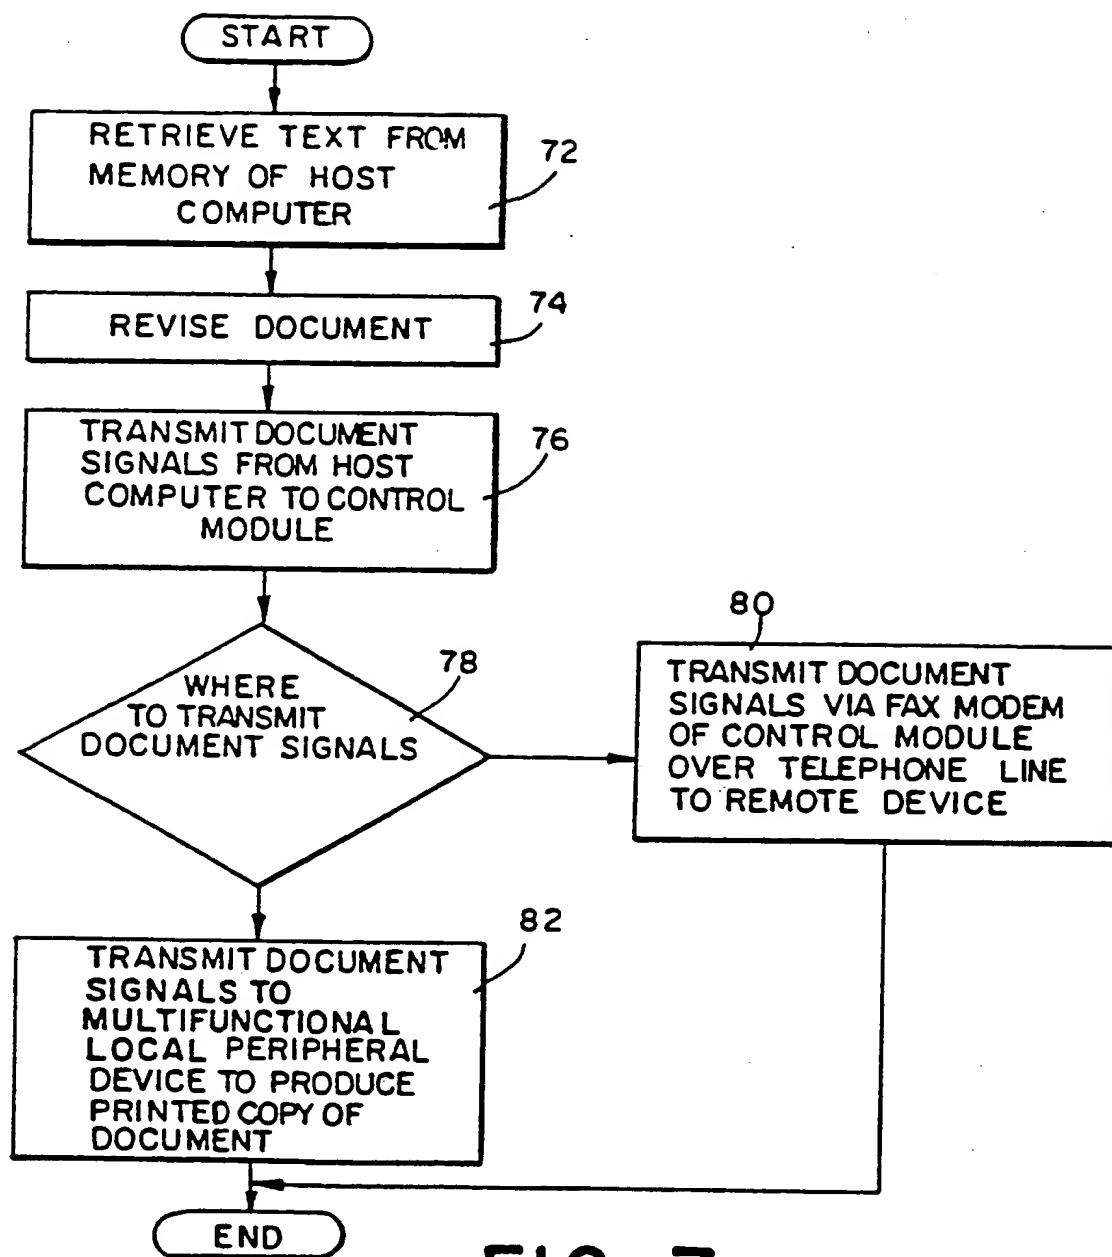 START
RETRIEVE TEXT FROM
MEMORY OF HOST
COMPUTER
72
REVISE DOCUMENT
74
TRANSMIT DOCUMENT
SIGNALS FROM HOST
COMPUTER TO CONTROL
MODULE
76
WHERE
TO TRANSMIT
DOCUMENT SIGNALS
78
80
TRANSMIT DOCUMENT
SIGNALS VIA FAX MODEM
OF CONTROL MODULE
OVER TELEPHONE LINE
TO REMOTE DEVICE
82
TRANSMIT DOCUMENT
SIGNALS TO
MULTIFUNCTIONAL
LOCAL PERIPHERAL
DEVICE TO PRODUCE
PRINTED COPY OF
DOCUMENT
END